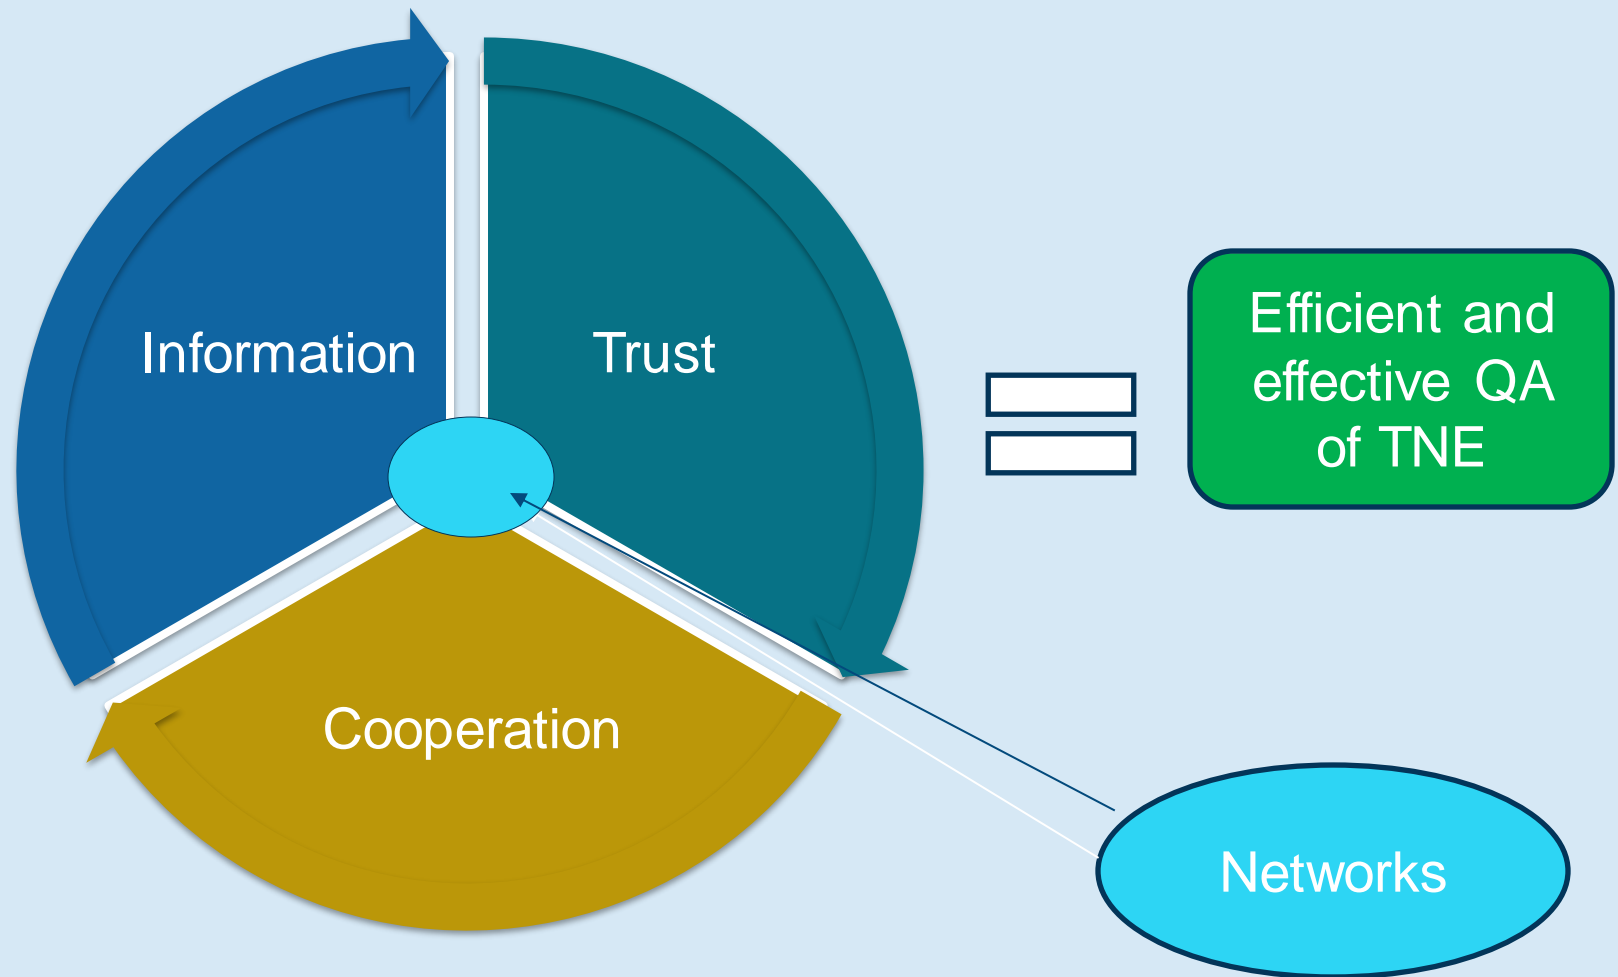 Information
Trust
Efficient and
effective QA
of TNE
Cooperation
Networks